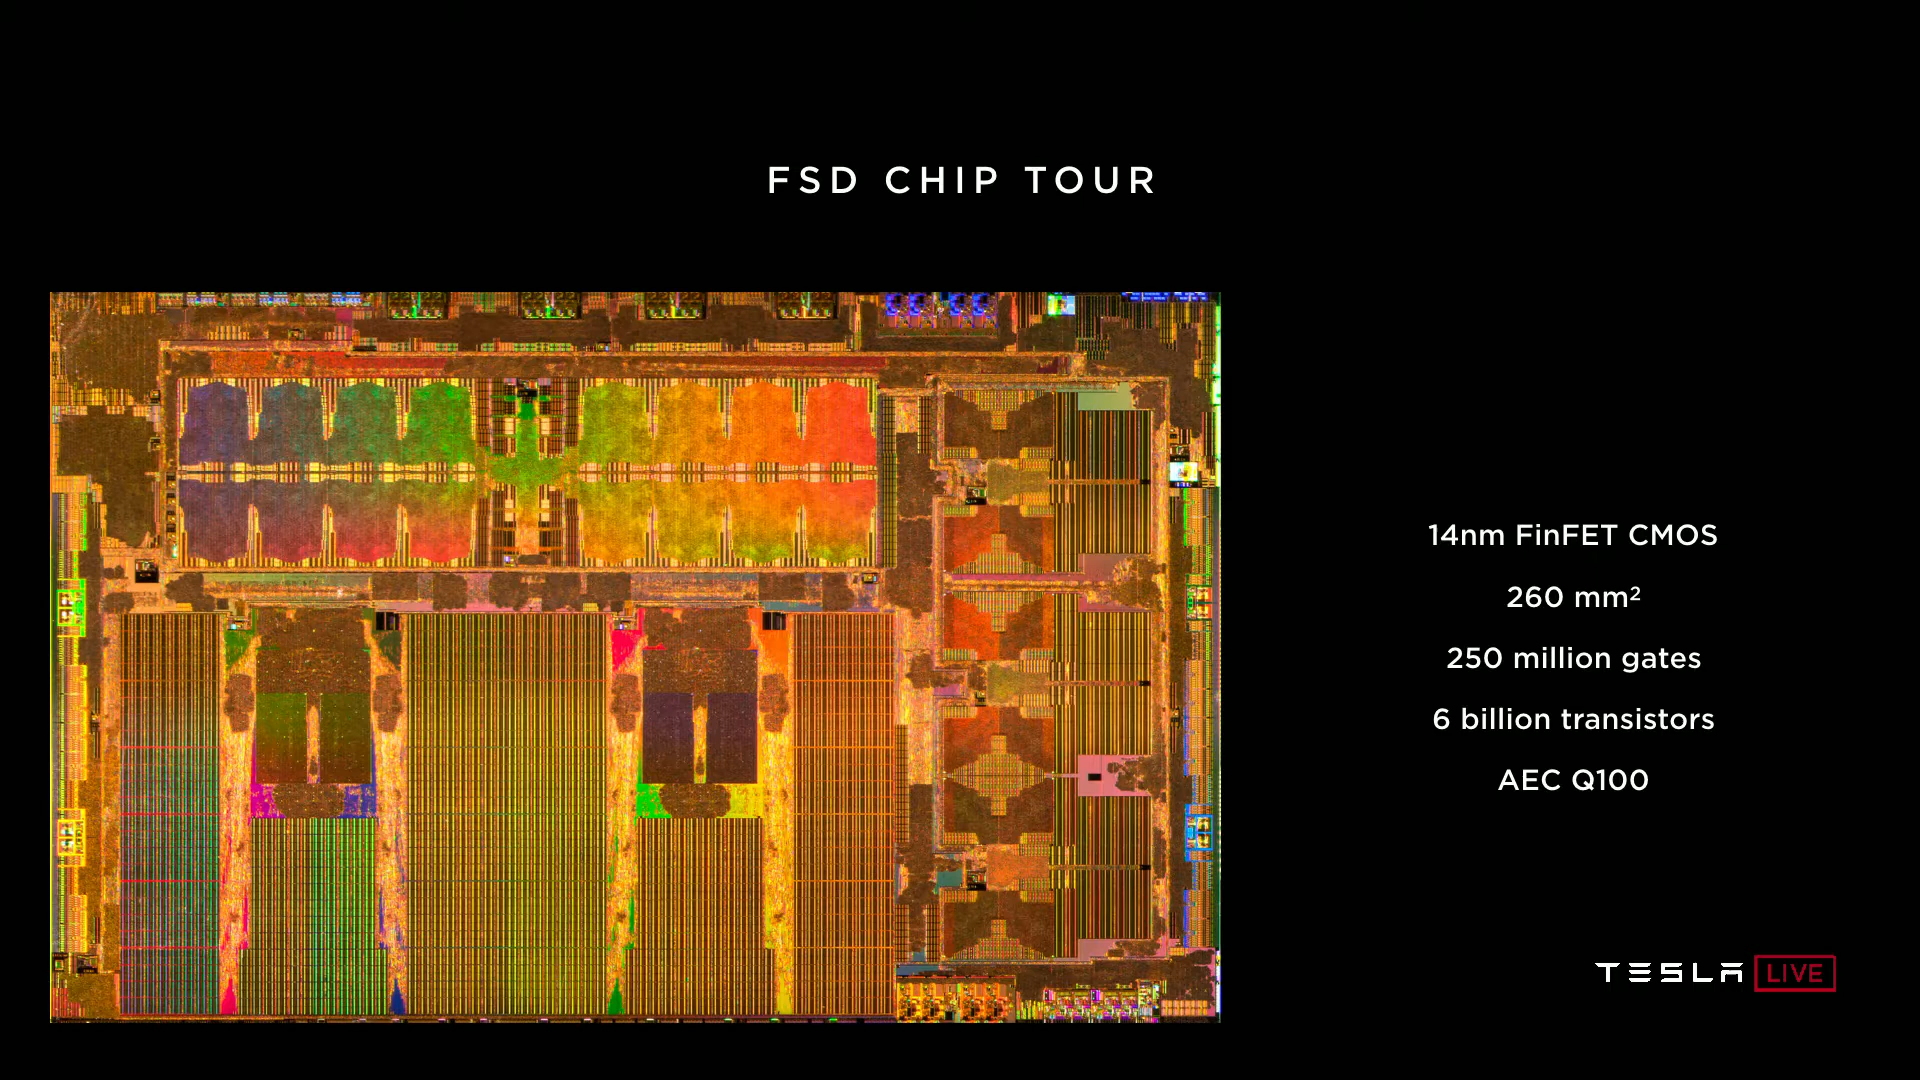 FSD CHIP TOUR
14nm FinFET CMOS
260 mm²
250 million gates
6 billion transistors
AEC Q100
TESLA LIVE